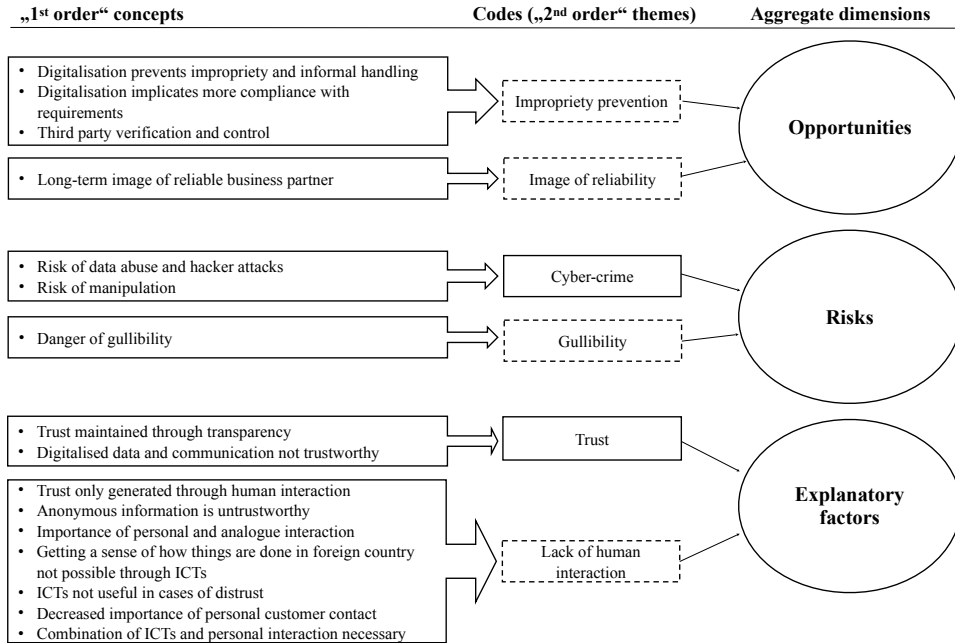 „1st order“ concepts
Codes („2nd order“ themes)
Aggregate dimensions
• Digitalisation prevents impropriety and informal handling
• Digitalisation implicates more compliance with
requirements
• Third party verification and control
Impropriety prevention
Opportunities
• Long-term image of reliable business partner
Image of reliability
• Risk of data abuse and hacker attacks
• Risk of manipulation
Cyber-crime
Risks
• Danger of gullibility
Gullibility
• Trust maintained through transparency
• Digitalised data and communication not trustworthy
Trust
Explanatory
factors
• Trust only generated through human interaction
• Anonymous information is untrustworthy
• Importance of personal and analogue interaction
• Getting a sense of how things are done in foreign country
not possible through ICTs
• ICTs not useful in cases of distrust
• Decreased importance of personal customer contact
• Combination of ICTs and personal interaction necessary
Lack of human
interaction